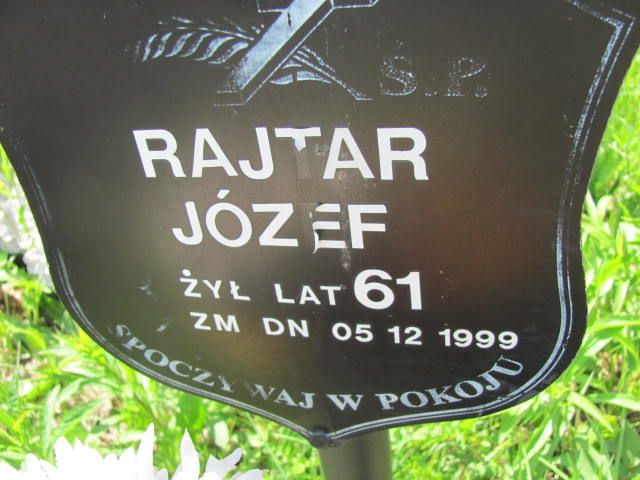 Ś.P.
RAJTAR
JÓZEF
ŻYŁ LAT 61
ZM DN 05 12 1999
SPOCZYWAJ W POKOJU